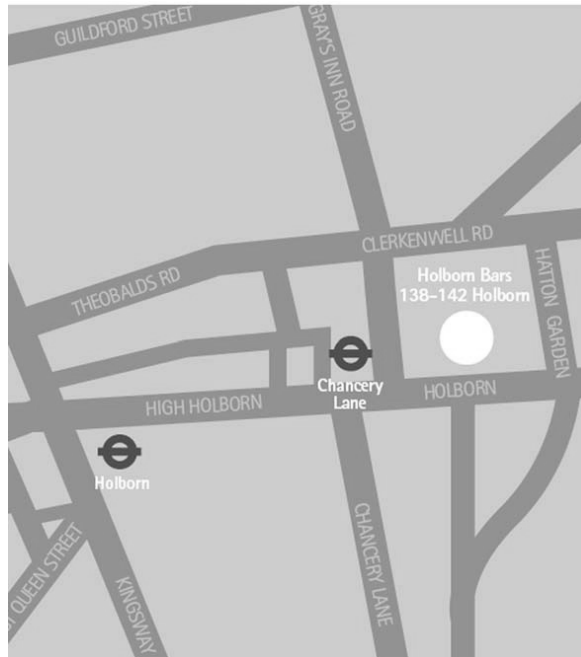 GUILDFORD STREET
GRAY'S INN ROAD
CLERKENWELL RD
THEOBALDS RD
Holborn Bars
138–142 Holborn
HATTON GARDEN
Chancery
Lane
HOLBORN
HIGH HOLBORN
Holborn
CHANCERY LANE
QUEEN STREET
KINGSWAY